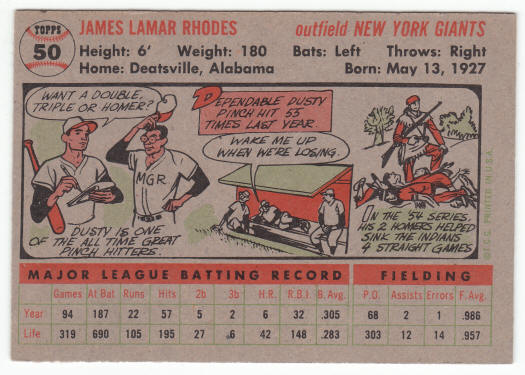 TOPPS
50
JAMES LAMAR RHODES
outfield NEW YORK GIANTS
Height: 6' Weight: 180 Bats: Left Throws: Right
Home: Deatsville, Alabama Born: May 13, 1927
WANT A DOUBLE,
TRIPLE OR HOMER?
MGR
DUSTY IS ONE
OF THE ALL TIME GREAT
PINCH HITTERS.
DEPENDABLE DUSTY
PINCH HIT 55
TIMES LAST YEAR.
WAKE ME UP
WHEN WE'RE LOSING.
IN THE '54 SERIES,
HIS 2 HOMERS HELPED
SINK THE INDIANS
4 STRAIGHT GAMES
© T.C.G. PRINTED IN U.S.A.
MAJOR LEAGUE BATTING RECORD FIELDING
Games At Bat Runs Hits 2b 3b H.R. R.B.I. B. Avg. P.O. Assists Errors F. Avg.
Year 94 187 22 57 5 2 6 32 .305 68 2 1 .986
Life 319 690 105 195 27 6 42 148 .283 303 12 14 .957